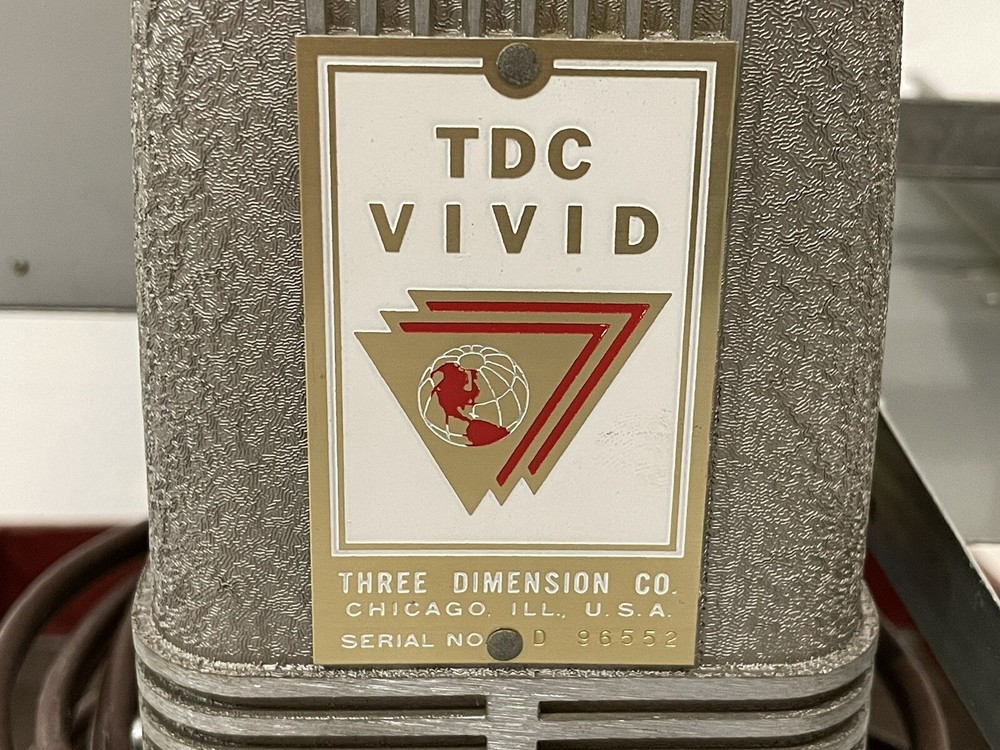 TDC
VIVID
THREE DIMENSION CO.
CHICAGO, ILL., U.S.A.
SERIAL NO. D 96552